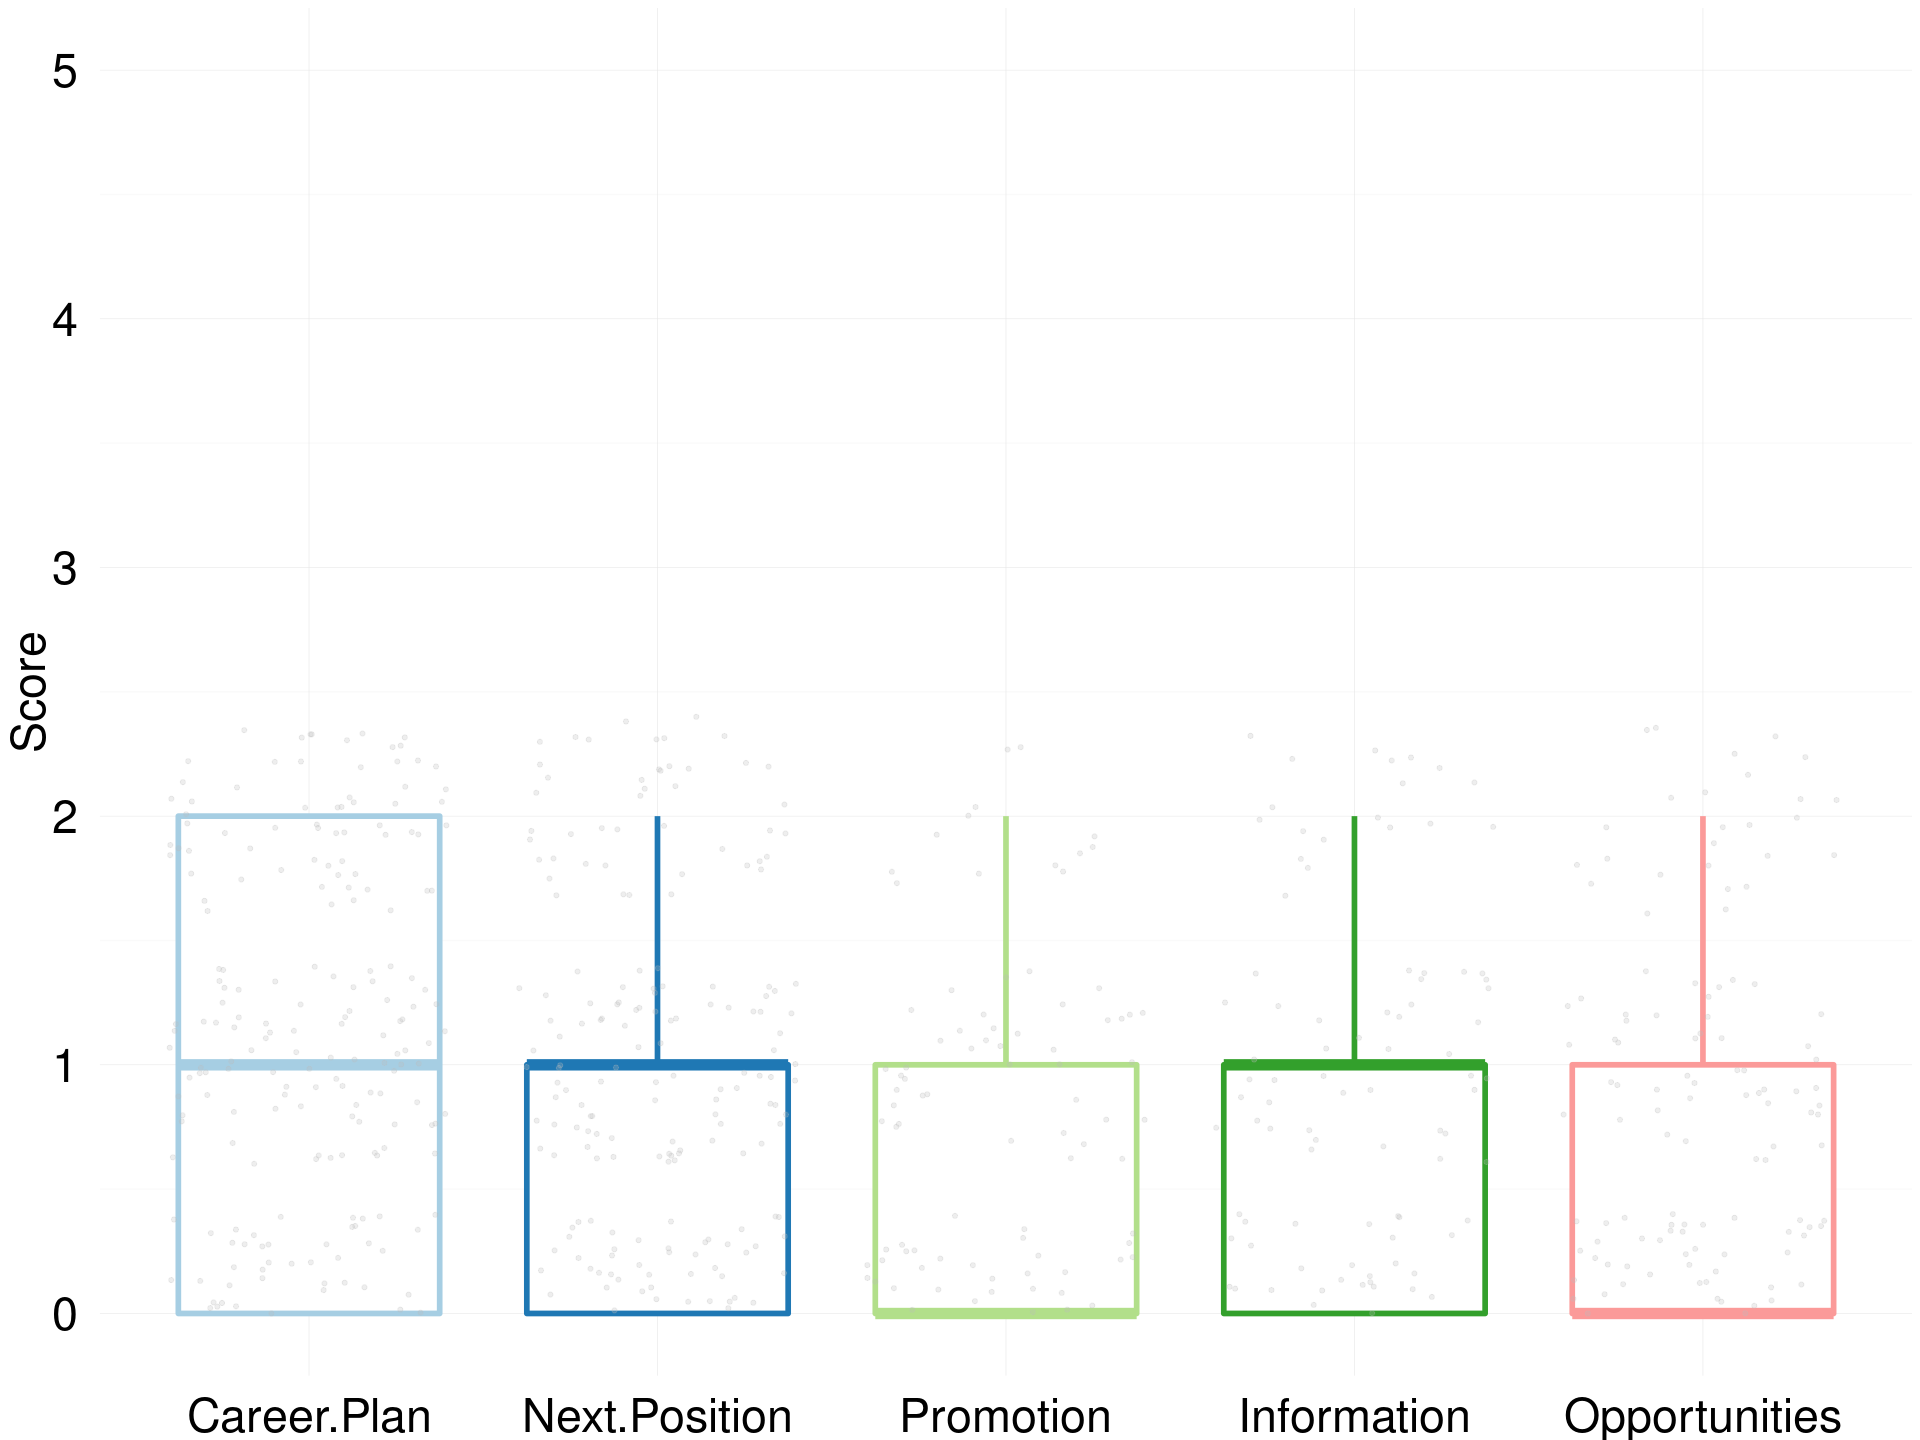 5
4
3
2
1
0
Score
Career.Plan
Next.Position
Promotion
Information
Opportunities